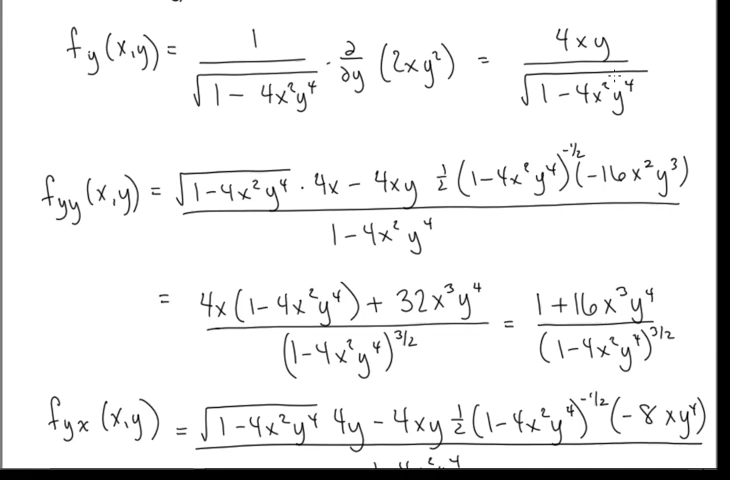 f_y(x,y) = 1 / √(1 − 4x²y⁴) · ∂/∂y (2xy²) = 4xy / √(1 − 4x²y⁴)
f_yy(x,y) = (√(1−4x²y⁴) · 4x − 4xy ½(1−4x²y⁴)^(−1/2)(−16x²y³)) / (1−4x²y⁴)
= (4x(1−4x²y⁴) + 32x³y⁴) / (1−4x²y⁴)^(3/2) = (1+16x³y⁴) / (1−4x²y⁴)^(3/2)
f_yx(x,y) = √(1−4x²y⁴) 4y − 4xy ½(1−4x²y⁴)^(−1/2)(−8xy⁴)